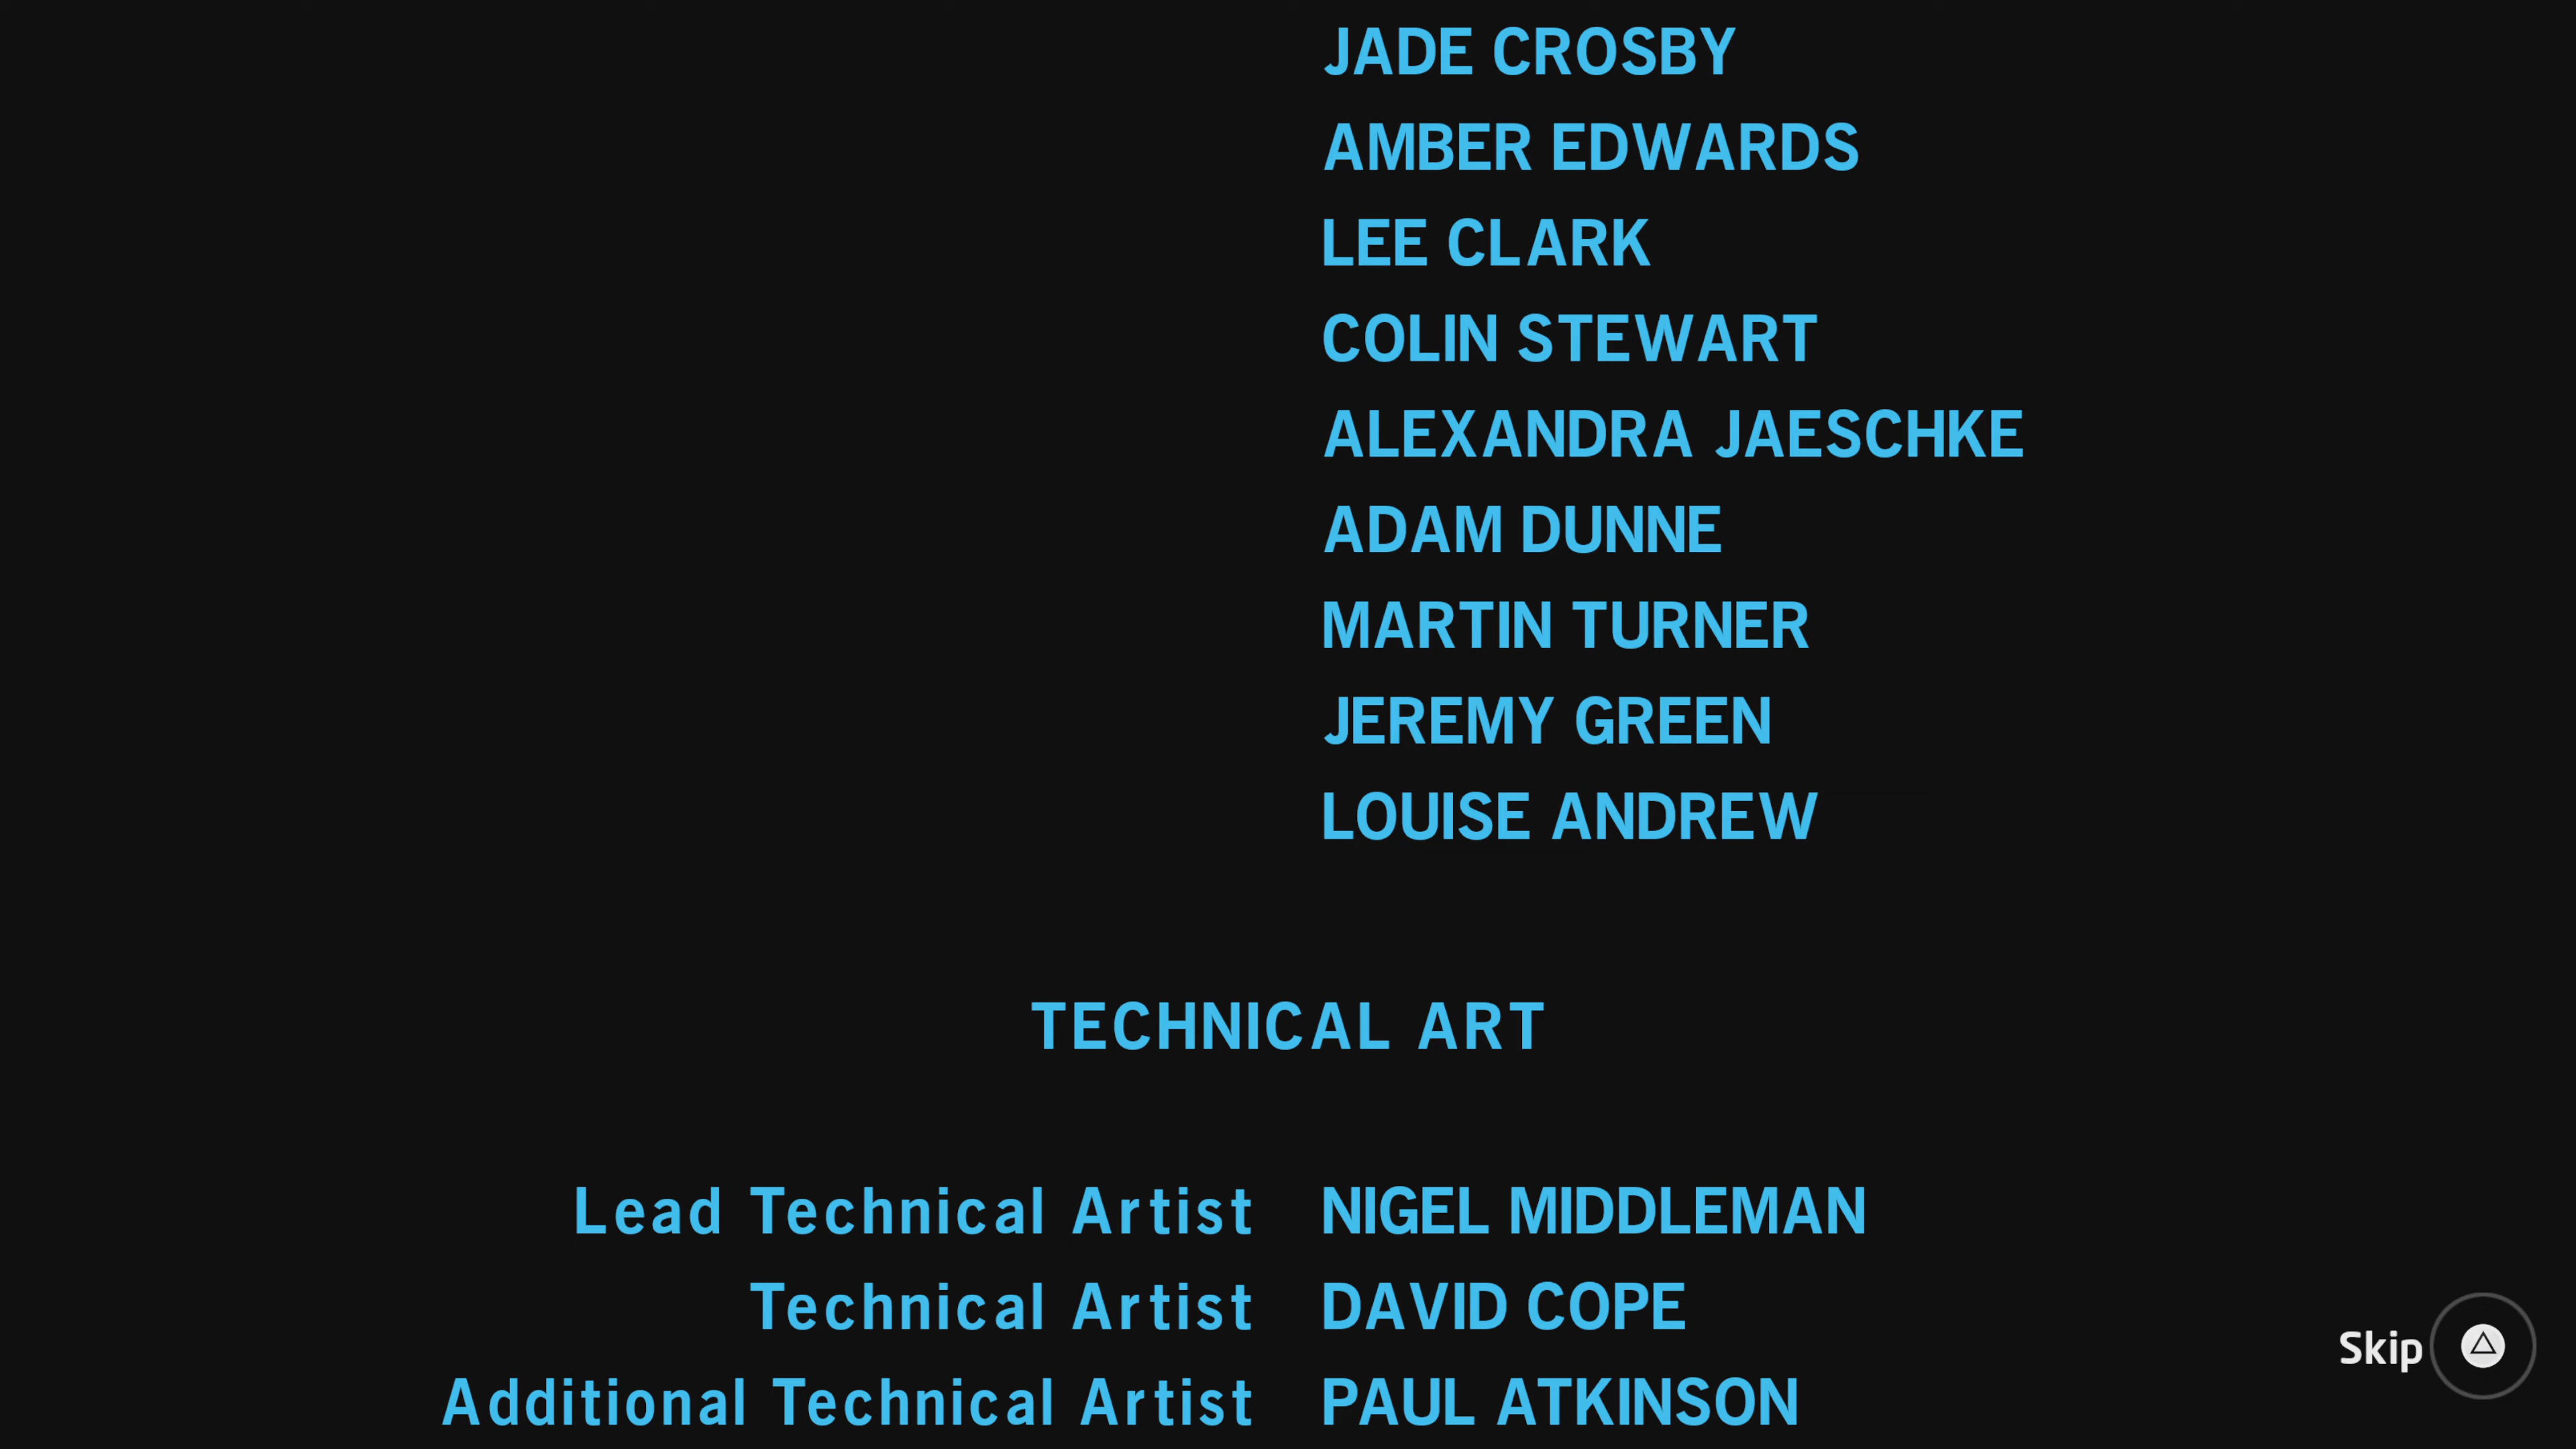 JADE CROSBY
AMBER EDWARDS
LEE CLARK
COLIN STEWART
ALEXANDRA JAESCHKE
ADAM DUNNE
MARTIN TURNER
JEREMY GREEN
LOUISE ANDREW
TECHNICAL ART
Lead Technical Artist NIGEL MIDDLEMAN
Technical Artist DAVID COPE
Additional Technical Artist PAUL ATKINSON
Skip